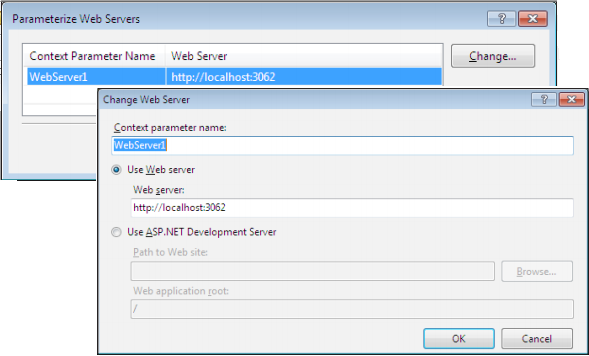 Parameterize Web Servers
Context Parameter Name Web Server
Change...
WebServer1 http://localhost:3062
Change Web Server
Context parameter name:
WebServer1
Use Web server
Web server:
http://localhost:3062
Use ASP.NET Development Server
Path to Web site:
Browse...
Web application root:
/
OK Cancel